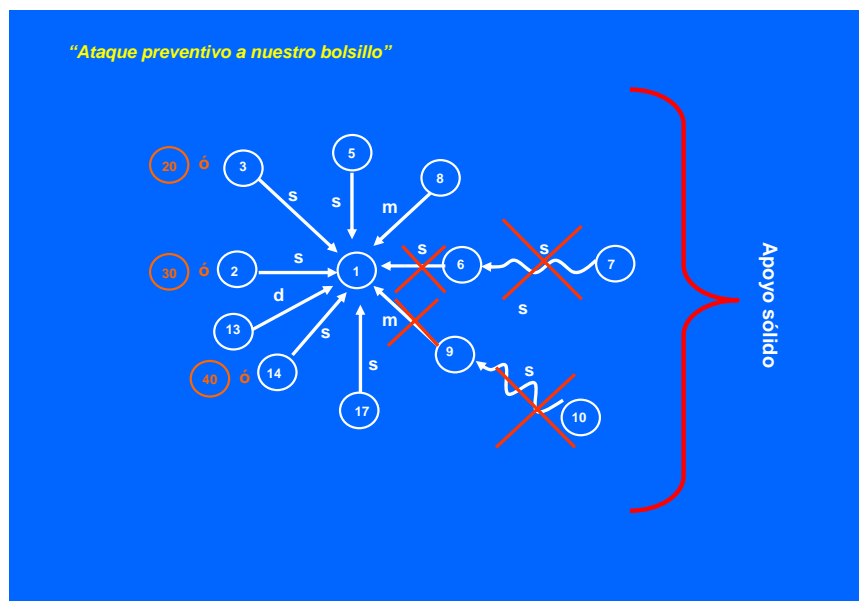 “Ataque preventivo a nuestro bolsillo”
5
20 ó 3
8
s
s
m
s
s
s
30 ó 2
1
6
7
Apoyo sólido
d
s
m
13
s
9
40 ó 14
s
s
17
10